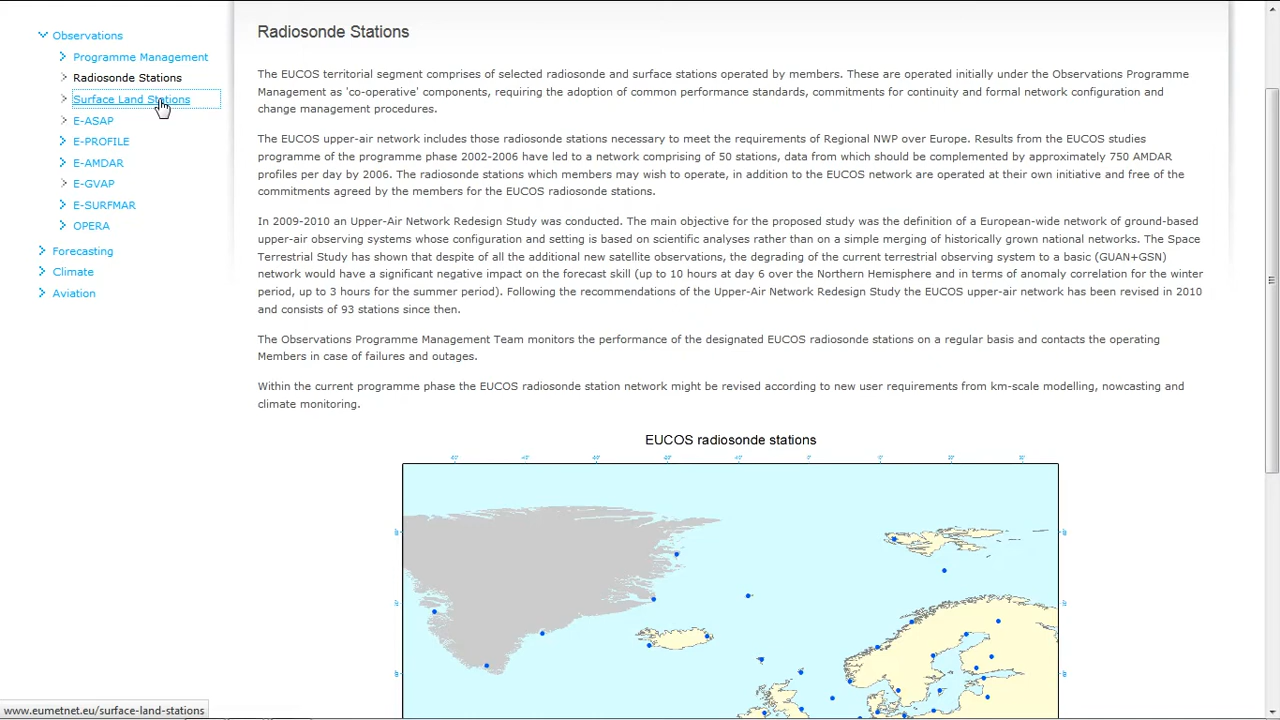 Observations
Programme Management
Radiosonde Stations
Surface Land Stations
E-ASAP
E-PROFILE
E-AMDAR
E-GVAP
E-SURFMAR
OPERA
Forecasting
Climate
Aviation
Radiosonde Stations
The EUCOS territorial segment comprises of selected radiosonde and surface stations operated by members. These are operated initially under the Observations Programme
Management as 'co-operative' components, requiring the adoption of common performance standards, commitments for continuity and formal network configuration and
change management procedures.
The EUCOS upper-air network includes those radiosonde stations necessary to meet the requirements of Regional NWP over Europe. Results from the EUCOS studies
programme of the programme phase 2002-2006 have led to a network comprising of 50 stations, data from which should be complemented by approximately 750 AMDAR
profiles per day by 2006. The radiosonde stations which members may wish to operate, in addition to the EUCOS network are operated at their own initiative and free of the
commitments agreed by the members for the EUCOS radiosonde stations.
In 2009-2010 an Upper-Air Network Redesign Study was conducted. The main objective for the proposed study was the definition of a European-wide network of ground-based
upper-air observing systems whose configuration and setting is based on scientific analyses rather than on a simple merging of historically grown national networks. The Space
Terrestrial Study has shown that despite of all the additional new satellite observations, the degrading of the current terrestrial observing system to a basic (GUAN+GSN)
network would have a significant negative impact on the forecast skill (up to 10 hours at day 6 over the Northern Hemisphere and in terms of anomaly correlation for the winter
period, up to 3 hours for the summer period). Following the recommendations of the Upper-Air Network Redesign Study the EUCOS upper-air network has been revised in 2010
and consists of 93 stations since then.
The Observations Programme Management Team monitors the performance of the designated EUCOS radiosonde stations on a regular basis and contacts the operating
Members in case of failures and outages.
Within the current programme phase the EUCOS radiosonde station network might be revised according to new user requirements from km-scale modelling, nowcasting and
climate monitoring.
EUCOS radiosonde stations
www.eumetnet.eu/surface-land-stations